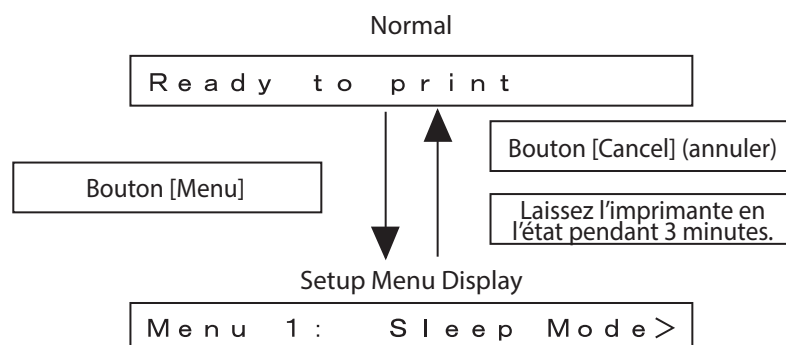 Normal
Ready to print
Bouton [Menu]
Bouton [Cancel] (annuler)
Laissez l'imprimante en
l'état pendant 3 minutes.
Setup Menu Display
Menu 1: Sleep Mode>